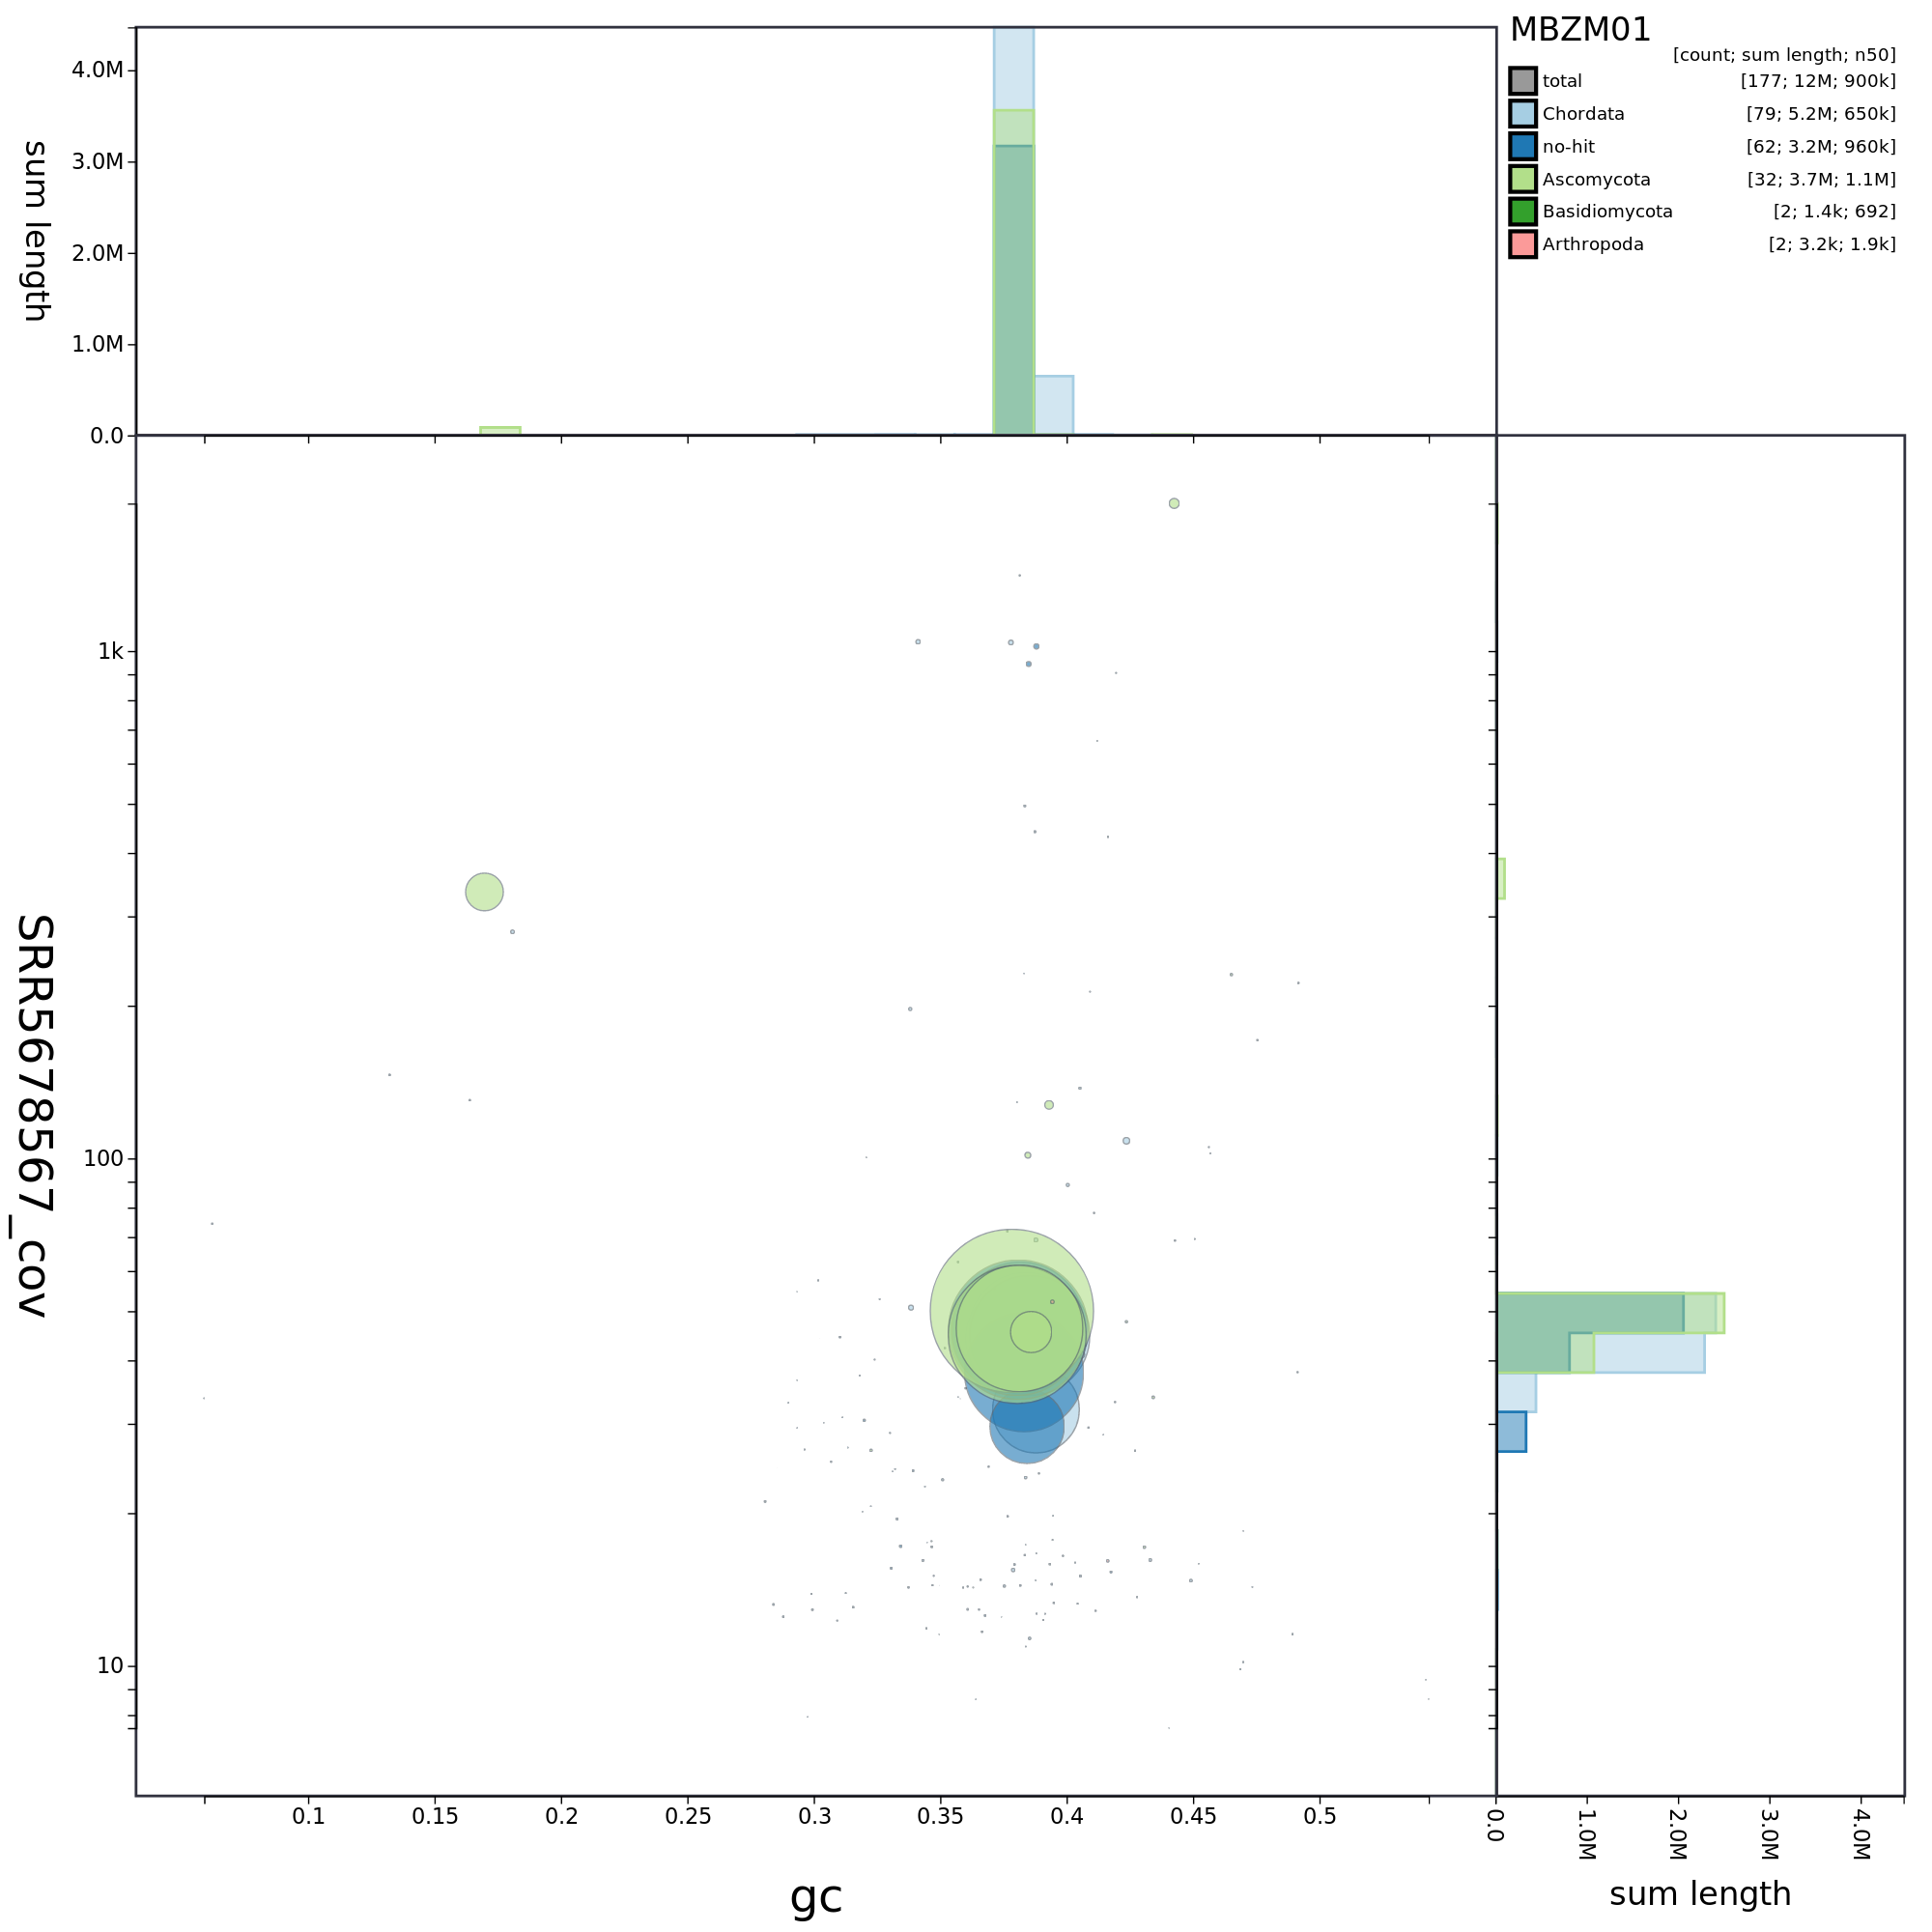 MBZM01
[count; sum length; n50]
total [177; 12M; 900k]
Chordata [79; 5.2M; 650k]
no-hit [62; 3.2M; 960k]
Ascomycota [32; 3.7M; 1.1M]
Basidiomycota [2; 1.4k; 692]
Arthropoda [2; 3.2k; 1.9k]
sum length
4.0M
3.0M
2.0M
1.0M
0.0
SRR5678567_cov
1k
100
10
0.1 0.15 0.2 0.25 0.3 0.35 0.4 0.45 0.5
gc
0.0 1.0M 2.0M 3.0M 4.0M
sum length